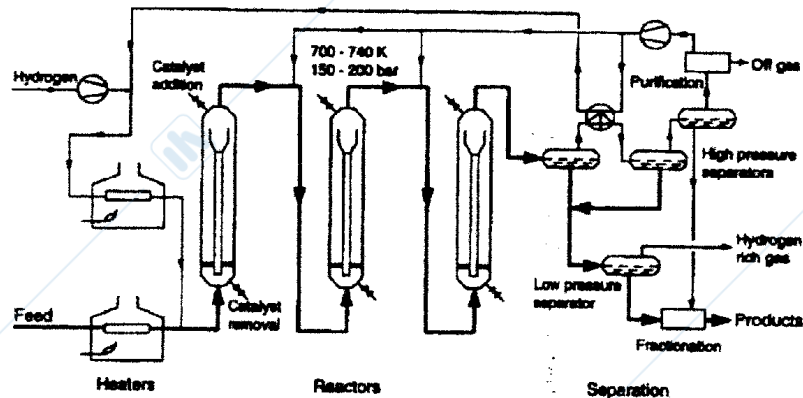 700 - 740 K
150 - 200 bar
Catalyst
addition
Hydrogen
Purification
Off gas
High pressure
separators
Hydrogen
rich gas
Low pressure
separator
Feed
Catalyst
removal
Products
Fractionation
Heaters
Reactors
Separation